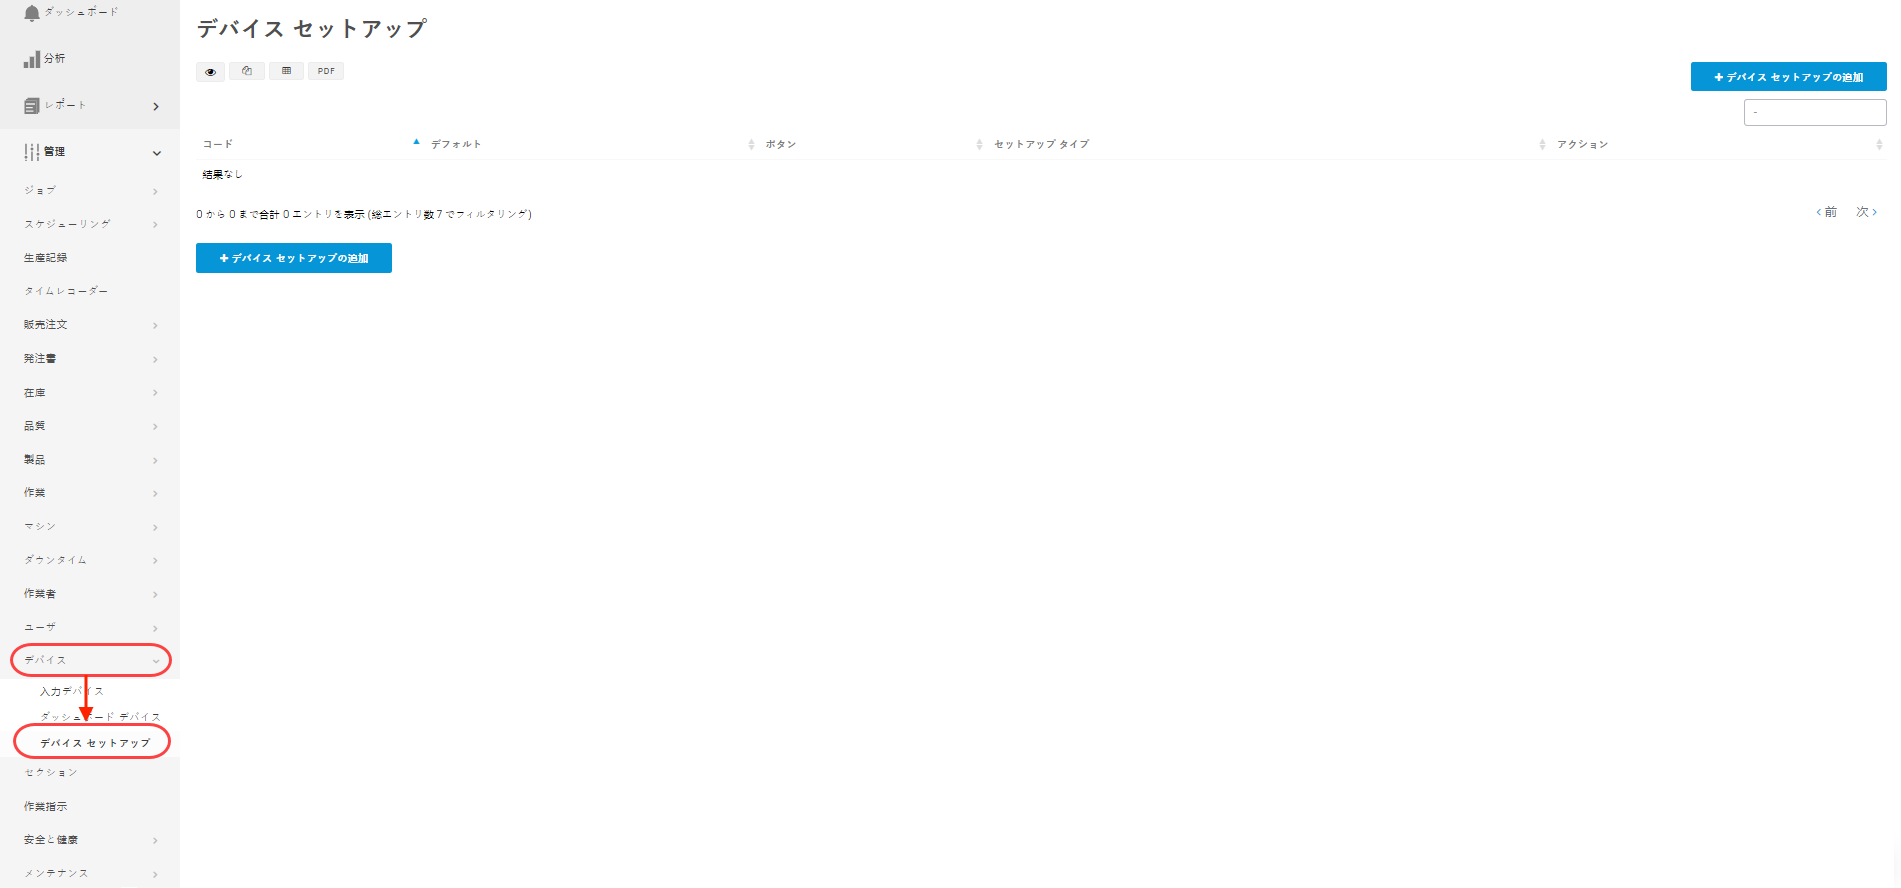 ダッシュボード
分析
レポート
管理
ジョブ
スケジューリング
生産記録
タイムレコーダー
販売注文
発注書
在庫
品質
製品
作業
マシン
ダウンタイム
作業者
ユーザ
デバイス
入力デバイス
ダッシュボード デバイス
デバイス セットアップ
セクション
作業指示
安全と健康
メンテナンス
デバイス セットアップ
PDF
デバイス セットアップの追加
-
コード デフォルト ボタン セットアップ タイプ アクション
結果なし
0 から 0 まで合計 0 エントリを表示 (総エントリ数 7 でフィルタリング)
‹ 前 次 ›
デバイス セットアップの追加